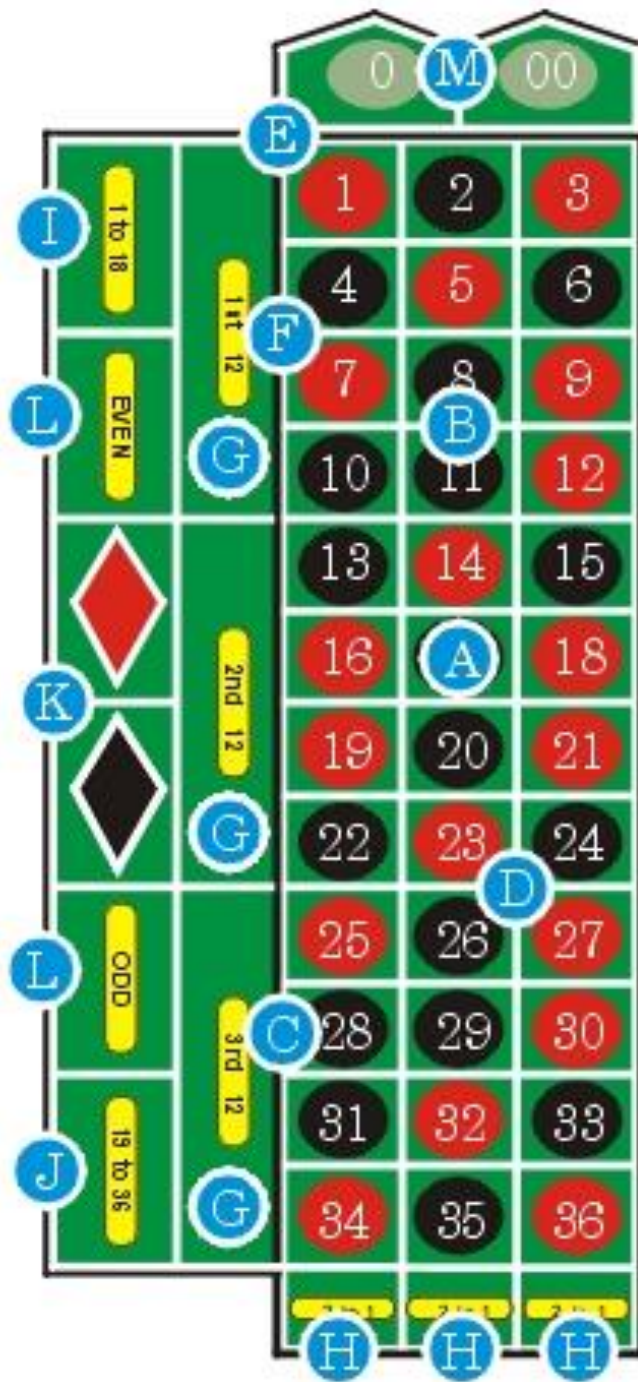 0 M 00
E
1 2 3
I
1 to 18
4 5 6
1st 12
F
7 8 9
L
EVEN
B
G
10 11 12
13 14 15
16 A 18
2nd 12
K
19 20 21
G
22 23 24
D
25 26 27
L
ODD
C
28 29 30
3rd 12
31 32 33
J
19 to 36
G
34 35 36
H H H